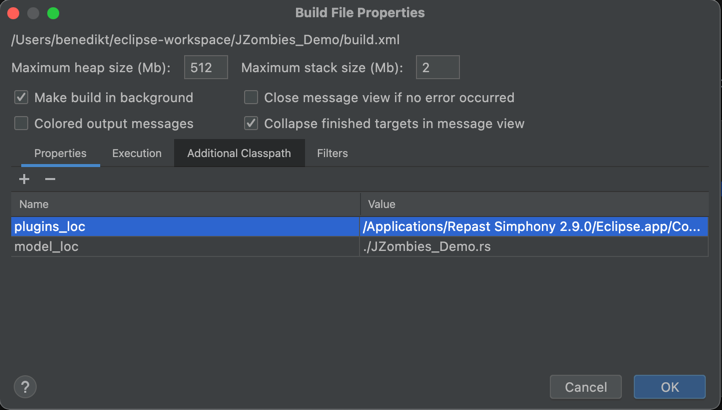 Build File Properties
/Users/benedikt/eclipse-workspace/JZombies_Demo/build.xml
Maximum heap size (Mb): 512 Maximum stack size (Mb): 2
Make build in background Close message view if no error occurred
Colored output messages Collapse finished targets in message view
Properties Execution Additional Classpath Filters
+ −
Name Value
plugins_loc /Applications/Repast Simphony 2.9.0/Eclipse.app/Co...
model_loc ./JZombies_Demo.rs
? Cancel OK